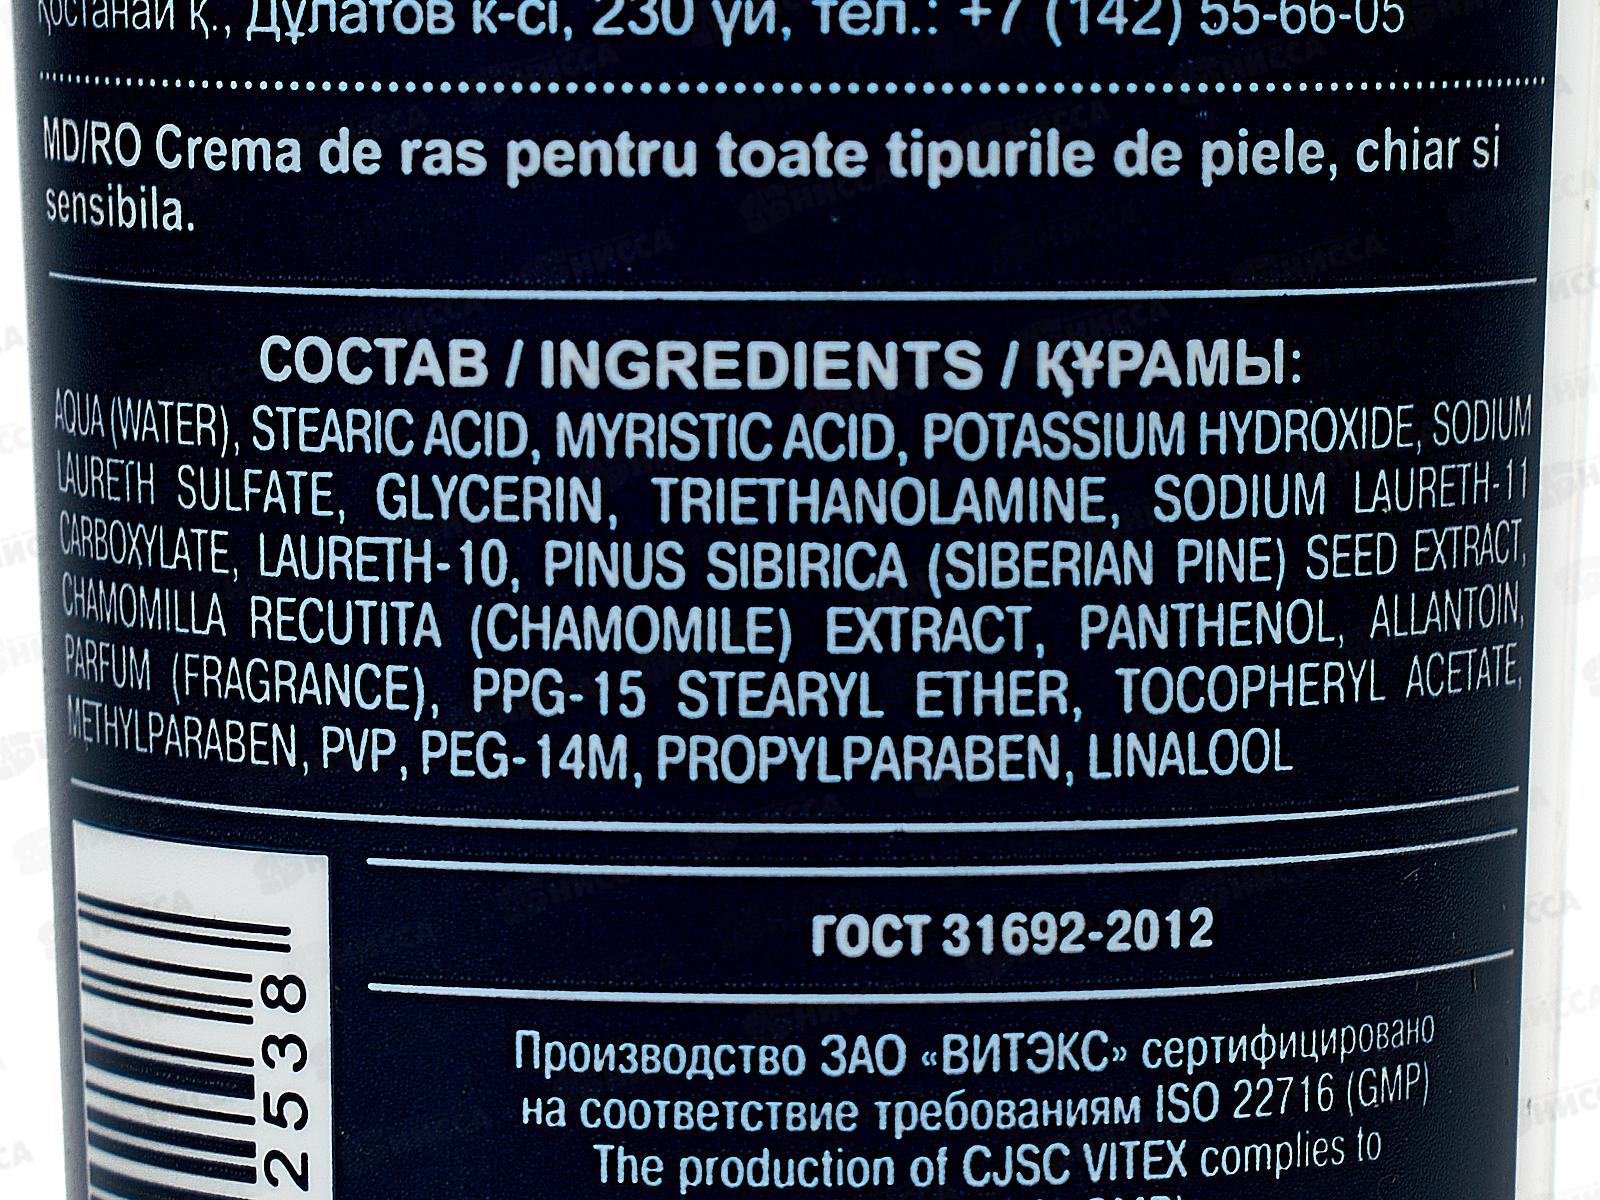 Қостанай қ., Дулатов к-сі, 230 үй, тел.: +7 (142) 55-66-05
MD/RO Crema de ras pentru toate tipurile de piele, chiar si
sensibila.
СОСТАВ / INGREDIENTS / ҚҰРАМЫ:
AQUA (WATER), STEARIC ACID, MYRISTIC ACID, POTASSIUM HYDROXIDE, SODIUM
LAURETH SULFATE, GLYCERIN, TRIETHANOLAMINE, SODIUM LAURETH-11
CARBOXYLATE, LAURETH-10, PINUS SIBIRICA (SIBERIAN PINE) SEED EXTRACT,
CHAMOMILLA RECUTITA (CHAMOMILE) EXTRACT, PANTHENOL, ALLANTOIN,
PARFUM (FRAGRANCE), PPG-15 STEARYL ETHER, TOCOPHERYL ACETATE,
METHYLPARABEN, PVP, PEG-14M, PROPYLPARABEN, LINALOOL
ГОСТ 31692-2012
Производство ЗАО «ВИТЭКС» сертифицировано
на соответствие требованиям ISO 22716 (GMP)
The production of CJSC VITEX complies to
22538